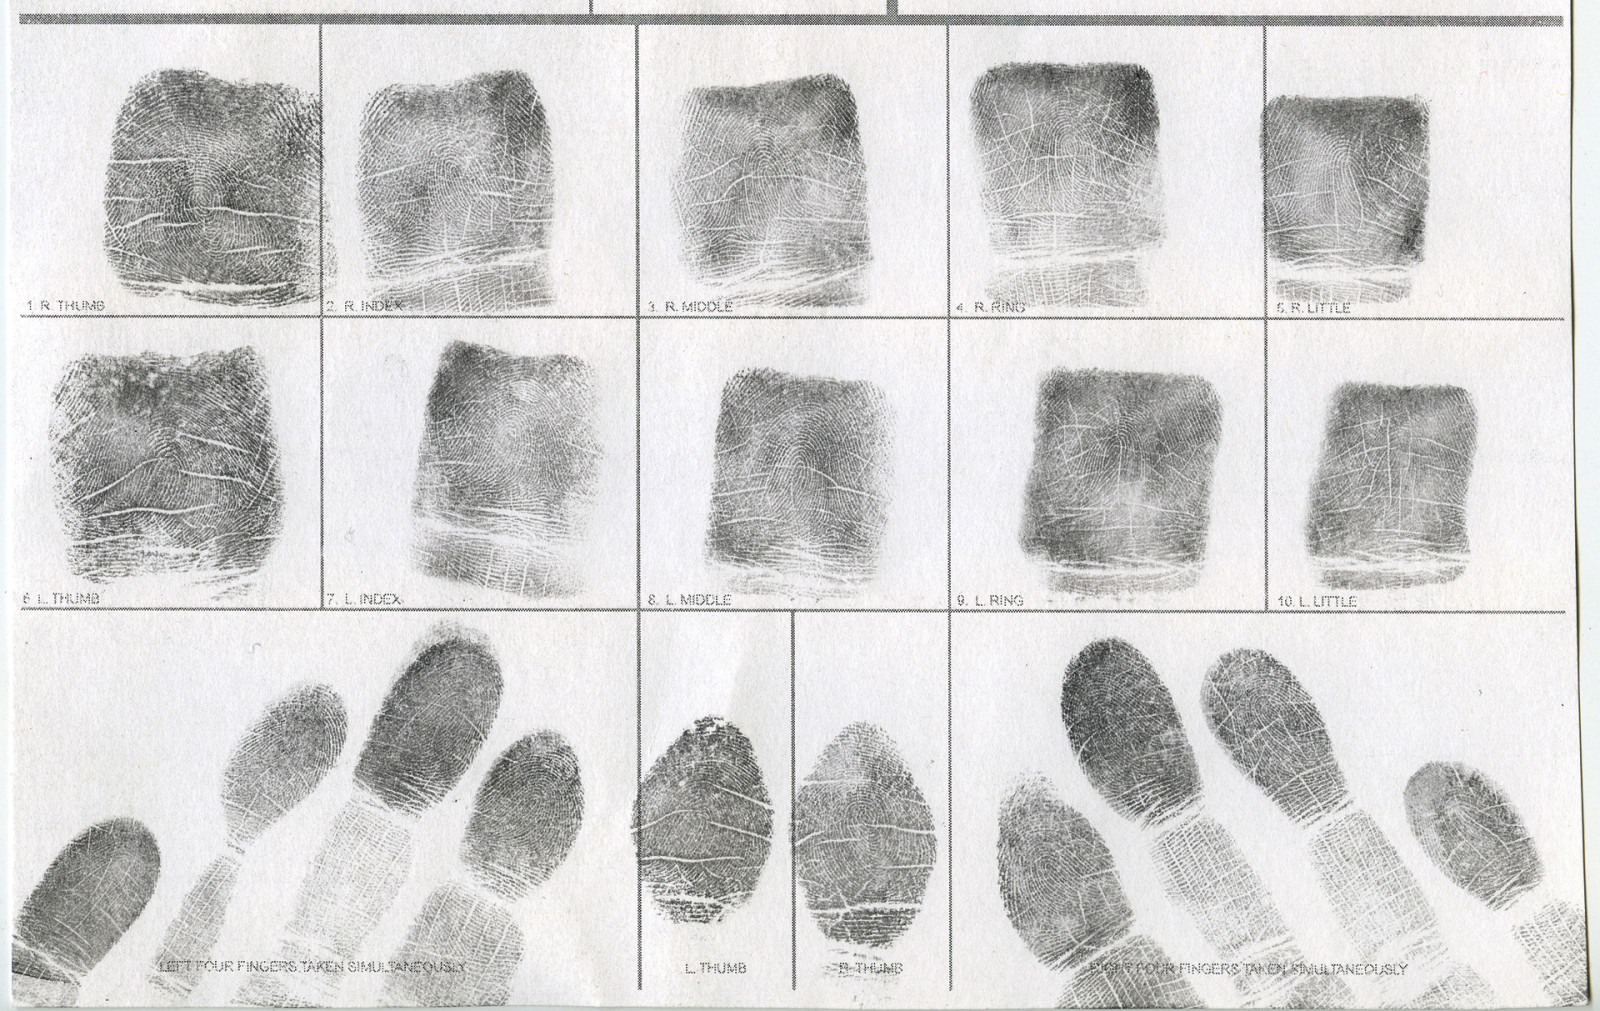 1. R. THUMB
2. R. INDEX
3. R. MIDDLE
4. R. RING
5. R. LITTLE
6. L. THUMB
7. L. INDEX
8. L. MIDDLE
9. L. RING
10. L. LITTLE
LEFT FOUR FINGERS TAKEN SIMULTANEOUSLY
L. THUMB
R. THUMB
RIGHT FOUR FINGERS TAKEN SIMULTANEOUSLY